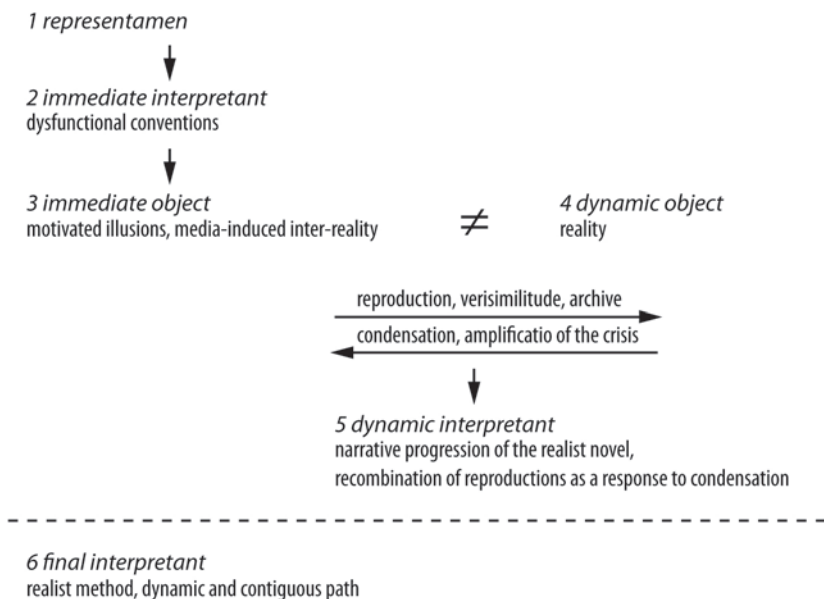 1 representamen
2 immediate interpretant
dysfunctional conventions
3 immediate object
motivated illusions, media-induced inter-reality
≠
4 dynamic object
reality
reproduction, verisimilitude, archive
condensation, amplificatio of the crisis
5 dynamic interpretant
narrative progression of the realist novel,
recombination of reproductions as a response to condensation
6 final interpretant
realist method, dynamic and contiguous path